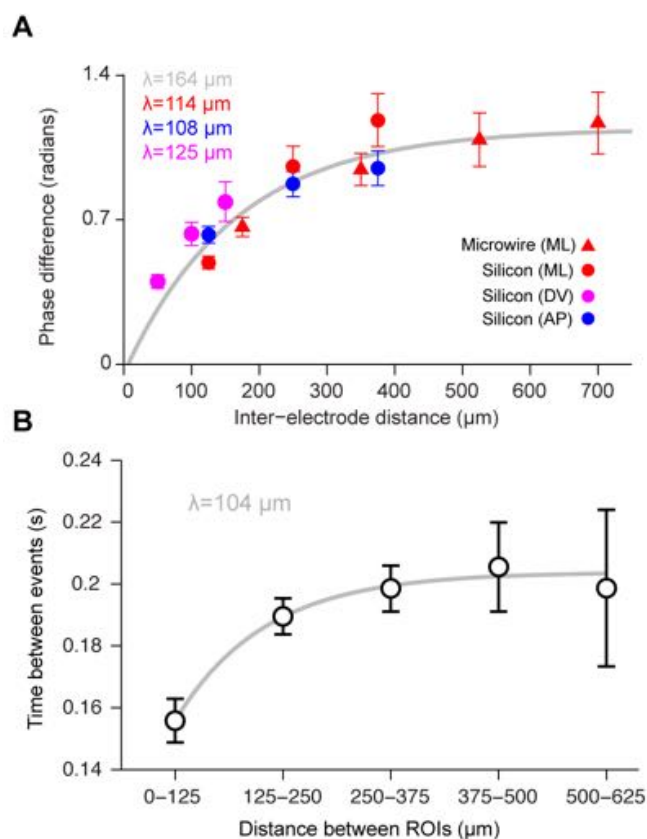 A
1.4
0.7
0
Phase difference (radians)
λ=164 μm
λ=114 μm
λ=108 μm
λ=125 μm
Microwire (ML)
Silicon (ML)
Silicon (DV)
Silicon (AP)
0 100 200 300 400 500 600 700
Inter−electrode distance (μm)
B
0.24
0.22
0.2
0.18
0.16
0.14
Time between events (s)
λ=104 μm
0−125 125−250 250−375 375−500 500−625
Distance between ROIs (μm)